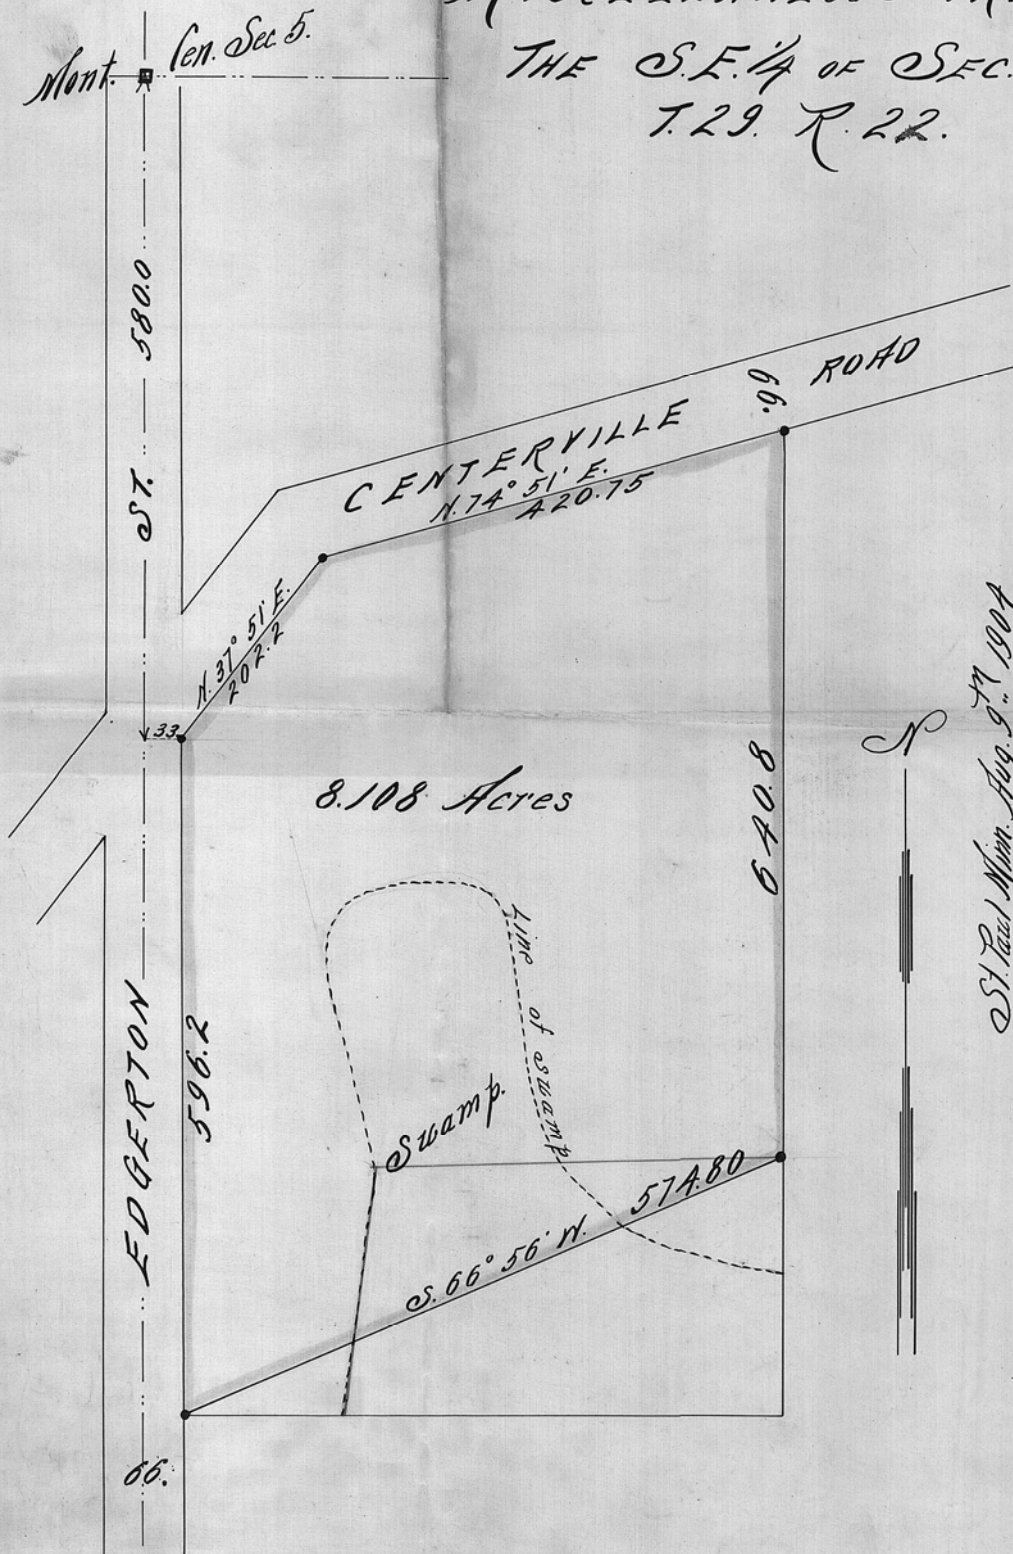 THE S.E. 1/4 OF SEC.
T. 29. R. 22.
Mont. Cen. Sec. 5.
580.0
ST.
CENTERVILLE ROAD
66.
N. 74° 51' E.
420.75
N. 37° 51' E.
202.2
33
8.108 Acres
640.8
N
St. Paul Minn. Aug. 9th 1904
Line of swamp
Swamp.
EDGERTON
596.2
574.80
S. 66° 56' W.
66.